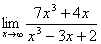 lim x→∞ (7x³ + 4x) / (x³ − 3x + 2)